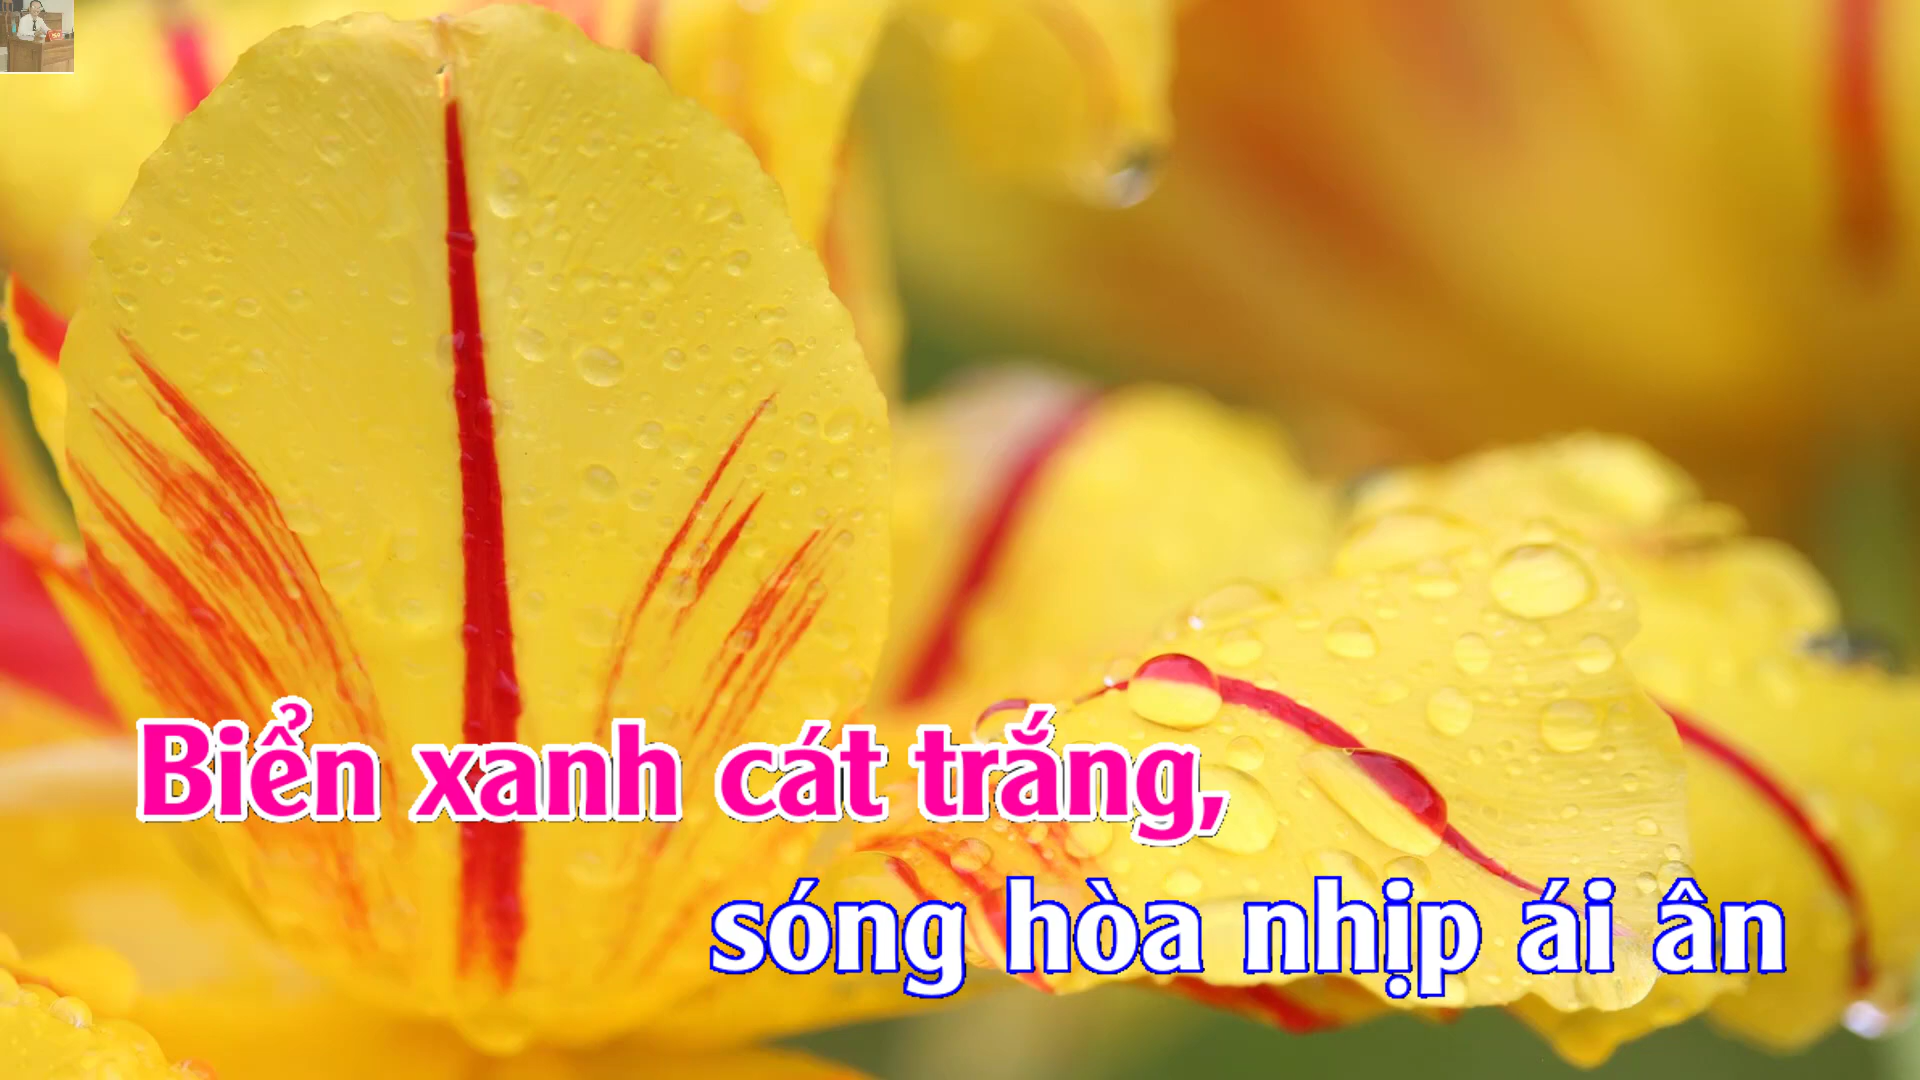 Biển xanh cát trắng,
sóng hòa nhịp ái ân